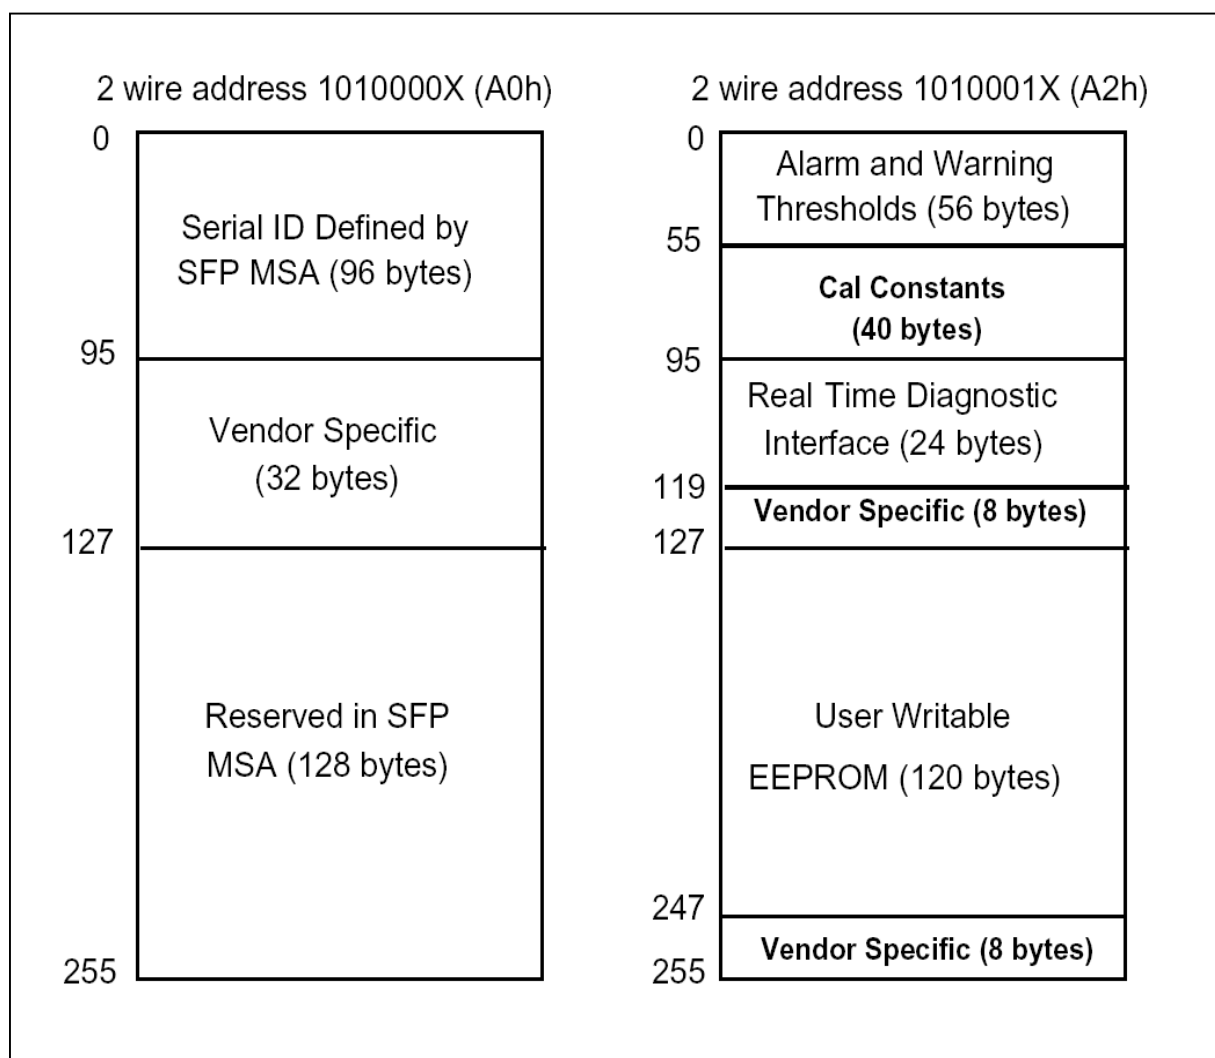 2 wire address 1010000X (A0h)
0
Serial ID Defined by
SFP MSA (96 bytes)
95
Vendor Specific
(32 bytes)
127
Reserved in SFP
MSA (128 bytes)
255
2 wire address 1010001X (A2h)
0
Alarm and Warning
Thresholds (56 bytes)
55
Cal Constants
(40 bytes)
95
Real Time Diagnostic
Interface (24 bytes)
119
Vendor Specific (8 bytes)
127
User Writable
EEPROM (120 bytes)
247
Vendor Specific (8 bytes)
255